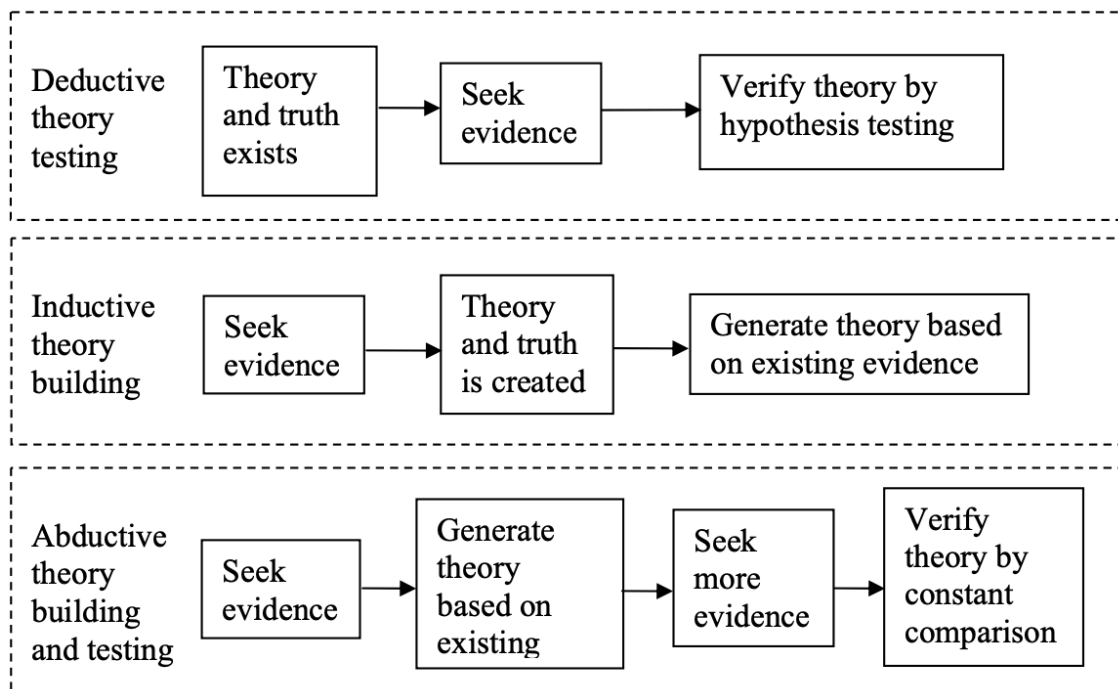 Deductive
theory
testing
Theory
and truth
exists
Seek
evidence
Verify theory by
hypothesis testing
Inductive
theory
building
Seek
evidence
Theory
and truth
is created
Generate theory based
on existing evidence
Abductive
theory
building
and testing
Seek
evidence
Generate
theory
based on
existing
Seek
more
evidence
Verify
theory by
constant
comparison